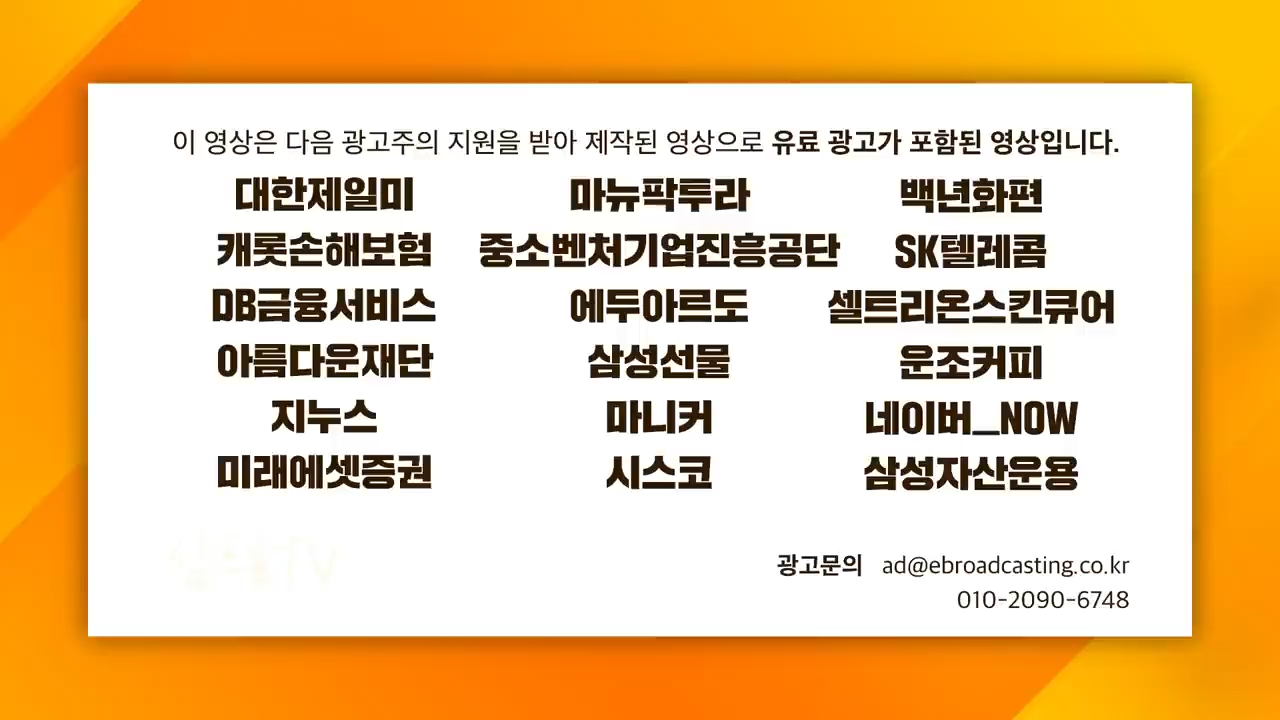 이 영상은 다음 광고주의 지원을 받아 제작된 영상으로 유료 광고가 포함된 영상입니다.
대한제일미 마뉴팍투라 백년화편
캐롯손해보험 중소벤처기업진흥공단 SK텔레콤
DB금융서비스 에두아르도 셀트리온스킨큐어
아름다운재단 삼성선물 운조커피
지누스 마니커 네이버_NOW
미래에셋증권 시스코 삼성자산운용
광고문의 ad@ebroadcasting.co.kr
010-2090-6748